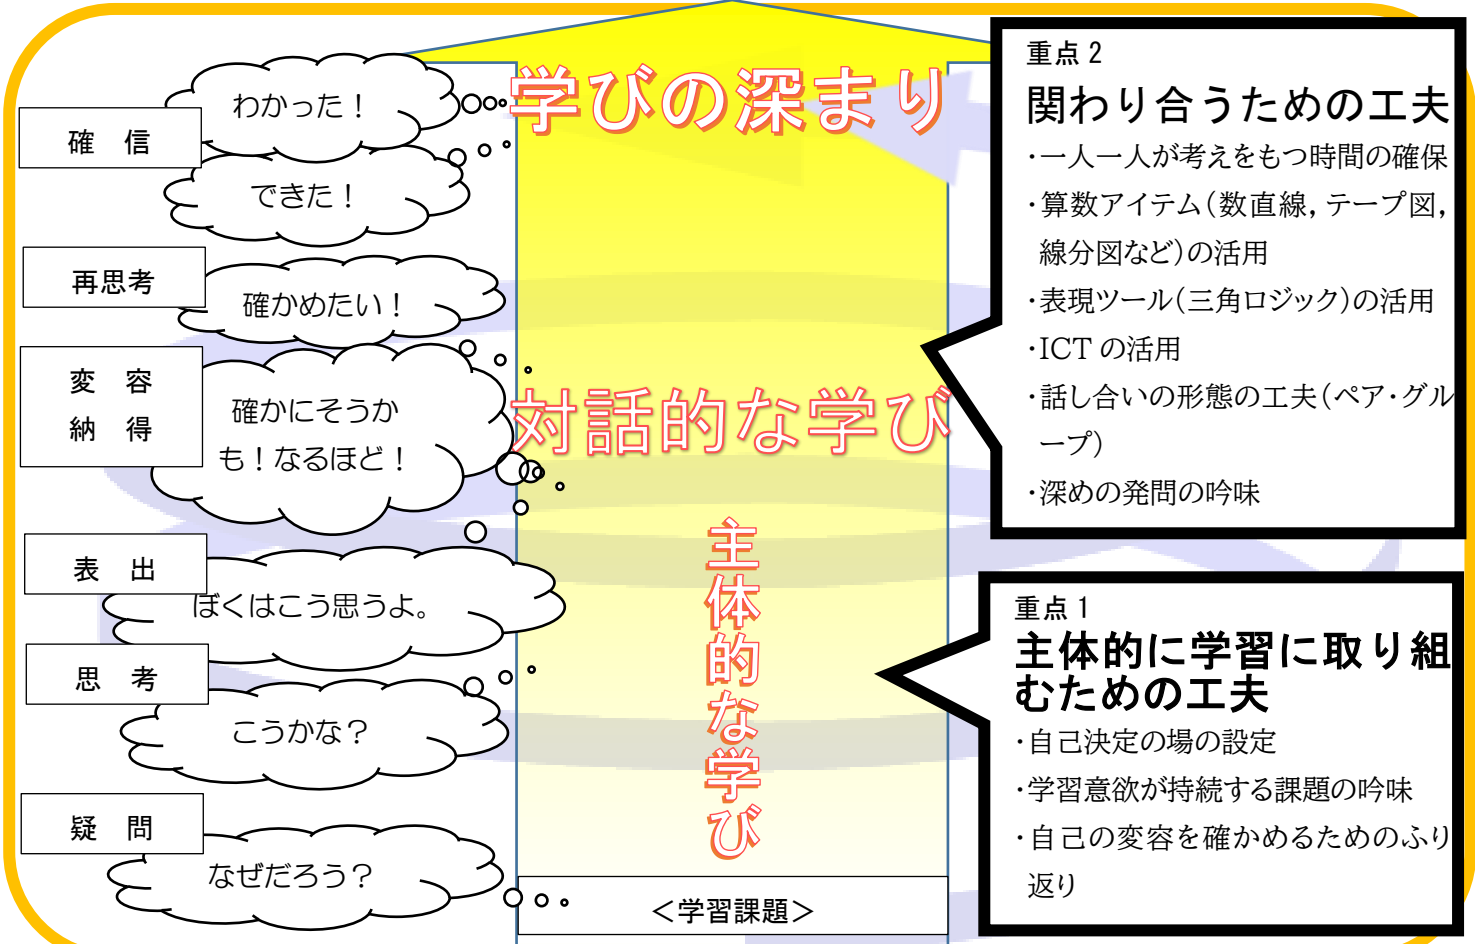 学びの深まり
わかった！
確　信
できた！
再思考
確かめたい！
変　容
納　得
確かにそうか
も！なるほど！
対話的な学び
表　出
ぼくはこう思うよ。
思　考
こうかな？
疑　問
なぜだろう？
主体的な学び
＜学習課題＞
重点２
関わり合うための工夫
・一人一人が考えをもつ時間の確保
・算数アイテム（数直線，テープ図，
線分図など）の活用
・表現ツール（三角ロジック）の活用
・ICT の活用
・話し合いの形態の工夫（ペア・グル
ープ）
・深めの発問の吟味
重点１
主体的に学習に取り組
むための工夫
・自己決定の場の設定
・学習意欲が持続する課題の吟味
・自己の変容を確かめるためのふり
返り